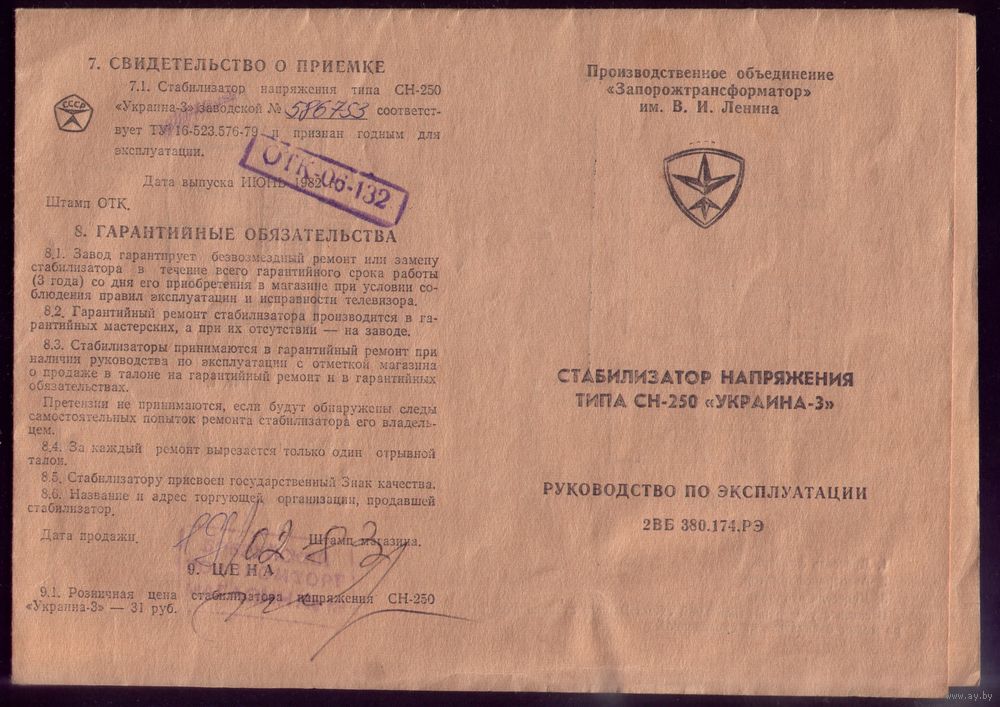 7. СВИДЕТЕЛЬСТВО О ПРИЕМКЕ
7.1. Стабилизатор напряжения типа СН-250
СССР
«Украина-3» заводской № 586753 соответст-
вует ТУ 16-523.576-79 и признан годным для
эксплуатации.
ОТК-06-132
Дата выпуска ИЮНЬ 1982
Штамп ОТК.
8. ГАРАНТИЙНЫЕ ОБЯЗАТЕЛЬСТВА
8.1. Завод гарантирует безвозмездный ремонт или замену
стабилизатора в течение всего гарантийного срока работы
(3 года) со дня его приобретения в магазине при условии со-
блюдения правил эксплуатации и исправности телевизора.
8.2. Гарантийный ремонт стабилизатора производится в га-
рантийных мастерских, а при их отсутствии — на заводе.
8.3. Стабилизаторы принимаются в гарантийный ремонт при
наличии руководства по эксплуатации с отметкой магазина
о продаже в талоне на гарантийный ремонт и в гарантийных
обязательствах.
Претензии не принимаются, если будут обнаружены следы
самостоятельных попыток ремонта стабилизатора его владель-
цем.
8.4. За каждый ремонт вырезается только один отрывной
талон.
8.5. Стабилизатору присвоен государственный Знак качества.
8.6. Название и адрес торгующей организации, продавшей
стабилизатор.
Дата продажи. 19/02 83 Штамп магазина.
9. ЦЕНА
9.1. Розничная цена стабилизатора напряжения СН-250
«Украина-3» — 31 руб.
Производственное объединение
«Запорожтрансформатор»
им. В. И. Ленина
СТАБИЛИЗАТОР НАПРЯЖЕНИЯ
ТИПА СН-250 «УКРАИНА-3»
РУКОВОДСТВО ПО ЭКСПЛУАТАЦИИ
2ВБ 380.174.РЭ
www.ay.by